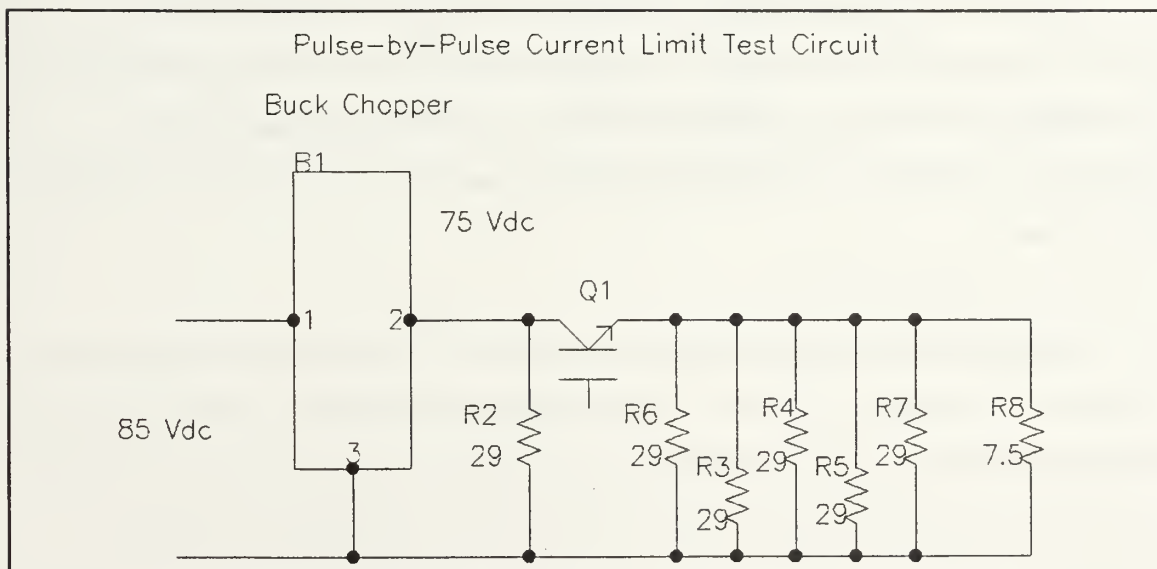 Pulse-by-Pulse Current Limit Test Circuit
Buck Chopper
B1
75 Vdc
Q1
1
2
85 Vdc
3
R2
29
R6
29
R3
29
R4
29
R5
29
R7
29
R8
7.5